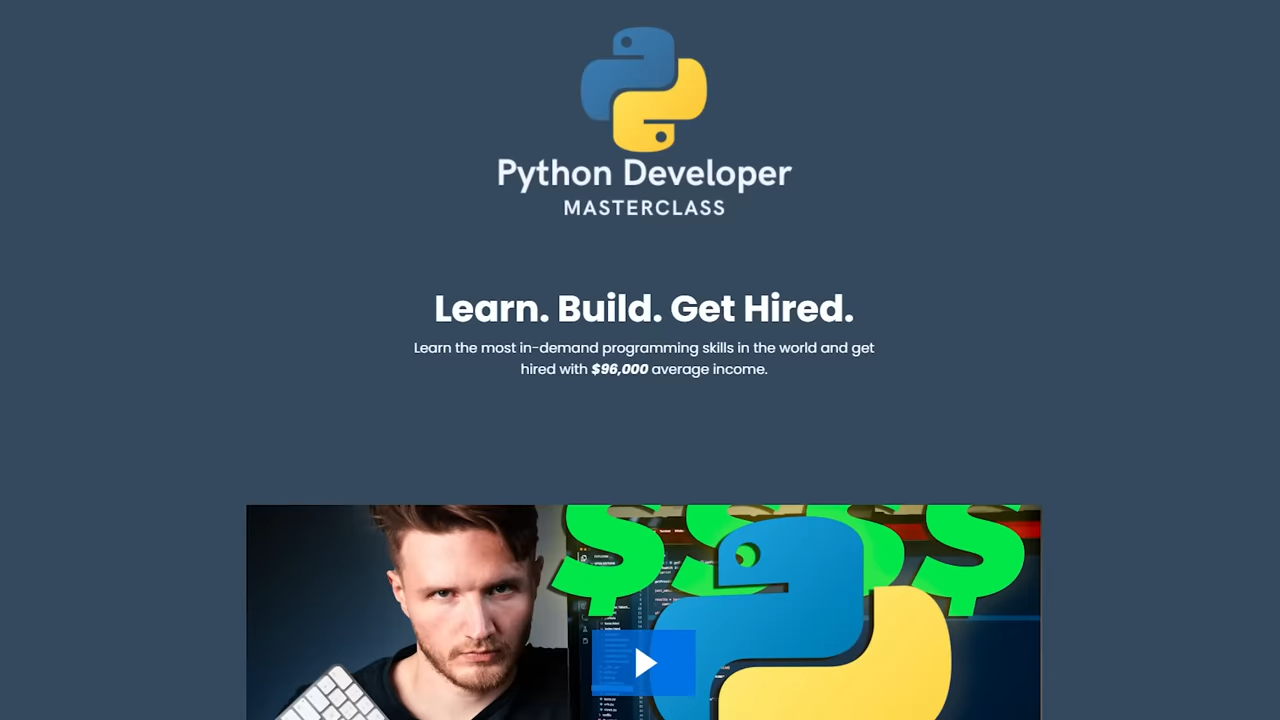 Python Developer
MASTERCLASS
Learn. Build. Get Hired.
Learn the most in-demand programming skills in the world and get
hired with $96,000 average income.
$$$$